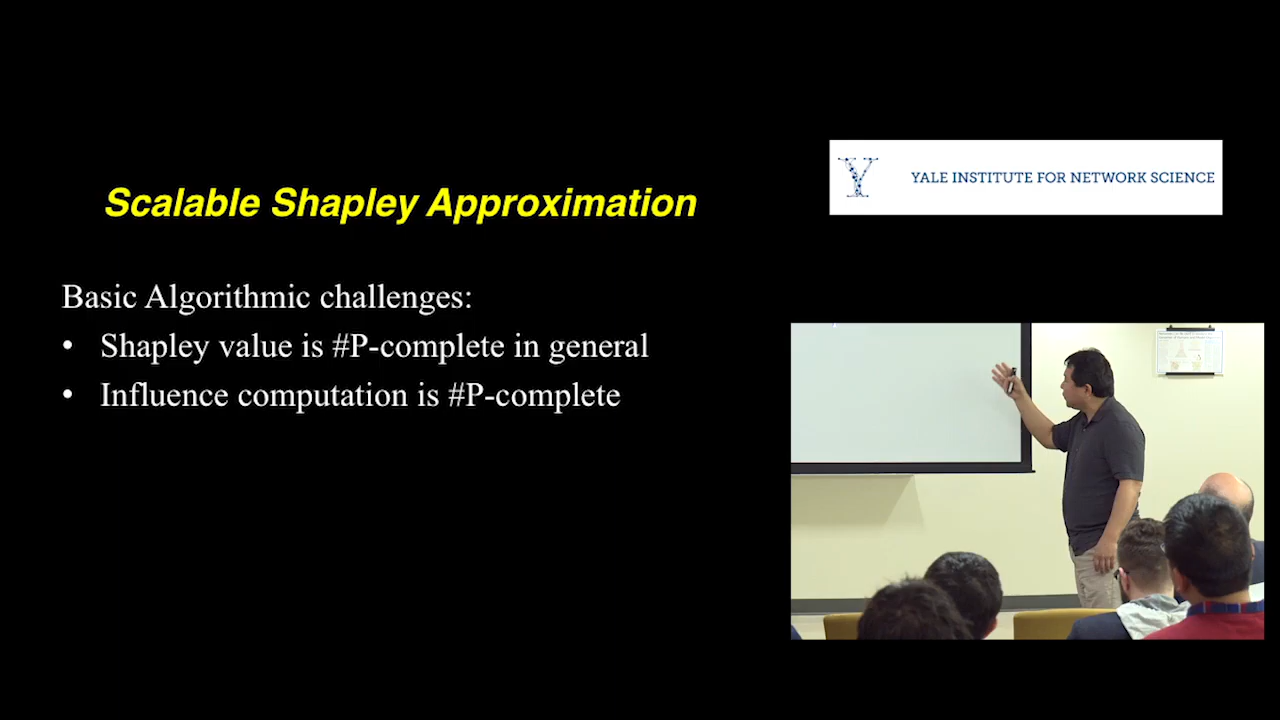 Scalable Shapley Approximation
YALE INSTITUTE FOR NETWORK SCIENCE
Basic Algorithmic challenges:
• Shapley value is #P-complete in general
• Influence computation is #P-complete